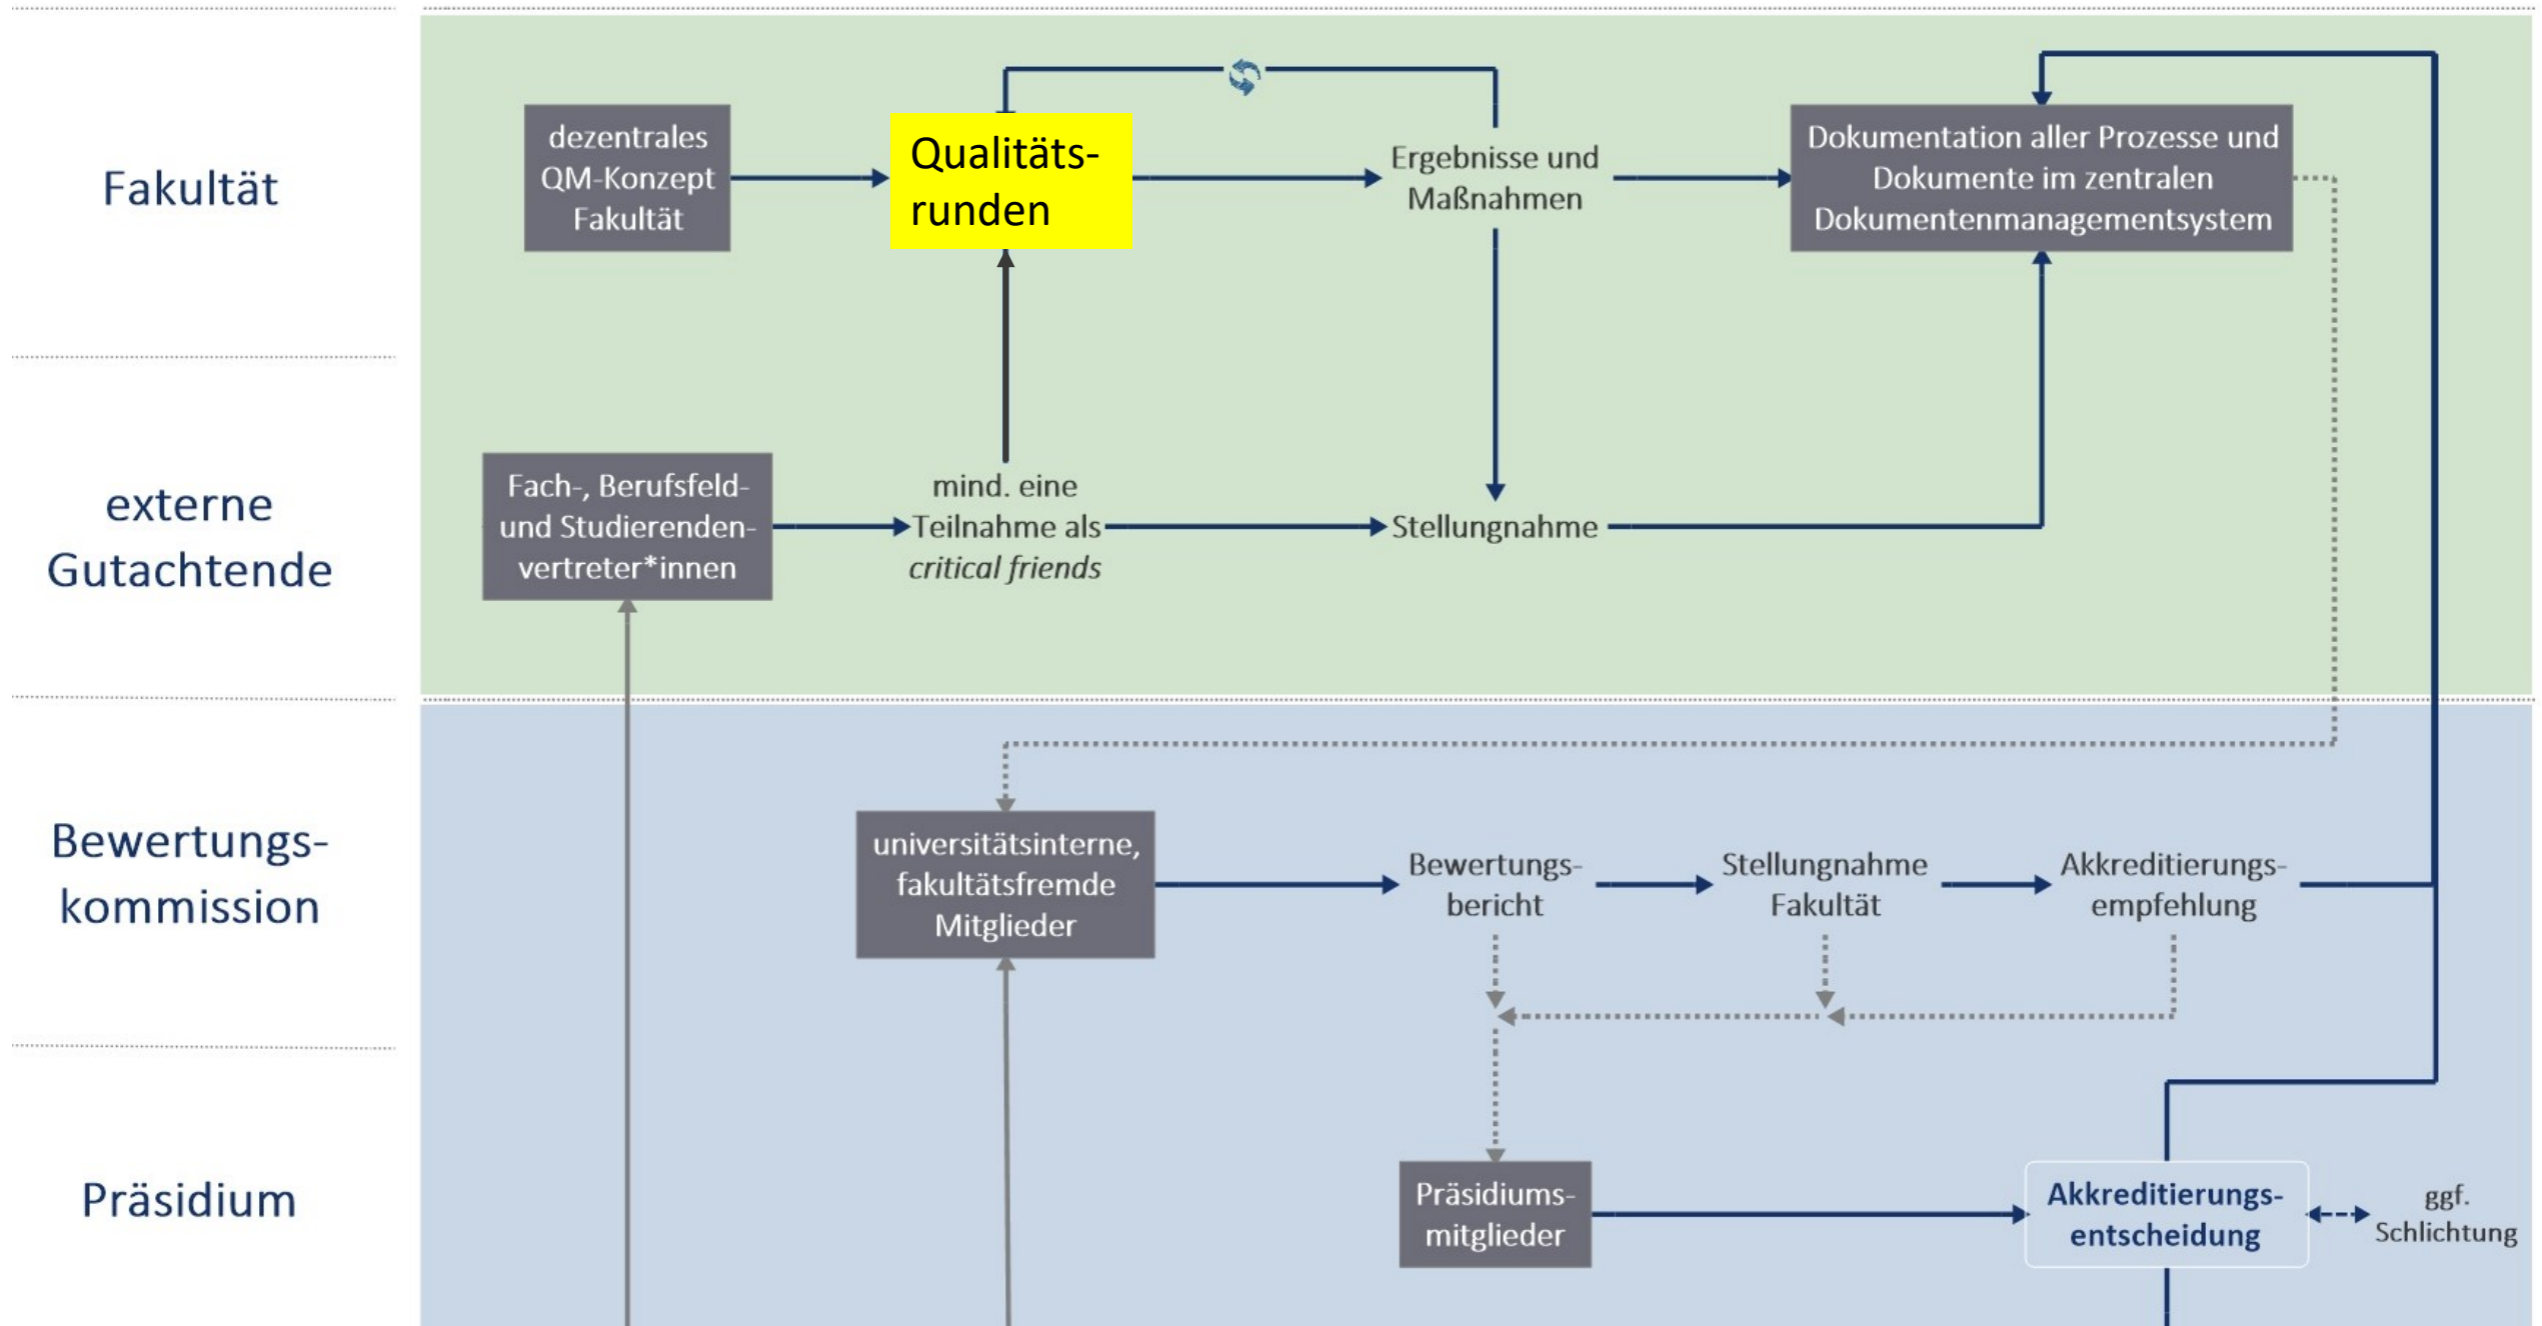 Fakultät
dezentrales
QM-Konzept
Fakultät
Qualitäts-
runden
Ergebnisse und
Maßnahmen
Dokumentation aller Prozesse und
Dokumente im zentralen
Dokumentenmanagementsystem
externe
Gutachtende
Fach-, Berufsfeld-
und Studierenden-
vertreter*innen
mind. eine
Teilnahme als
critical friends
Stellungnahme
Bewertungs-
kommission
universitätsinterne,
fakultätsfremde
Mitglieder
Bewertungs-
bericht
Stellungnahme
Fakultät
Akkreditierungs-
empfehlung
Präsidium
Präsidiums-
mitglieder
Akkreditierungs-
entscheidung
ggf.
Schlichtung